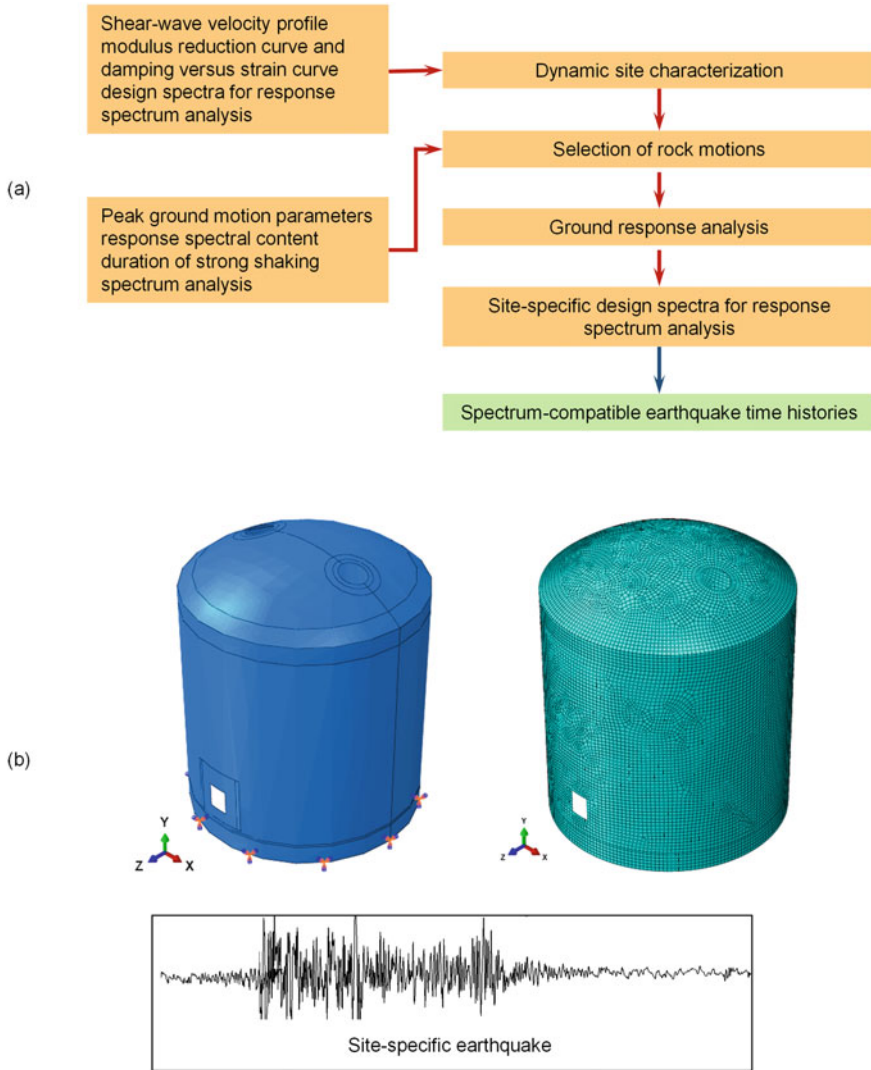 (a)
Shear-wave velocity profile
modulus reduction curve and
damping versus strain curve
design spectra for response
spectrum analysis
Dynamic site characterization
Selection of rock motions
Peak ground motion parameters
response spectral content
duration of strong shaking
spectrum analysis
Ground response analysis
Site-specific design spectra for response
spectrum analysis
Spectrum-compatible earthquake time histories
(b)
Y
Z
X
Y
Z
X
Site-specific earthquake